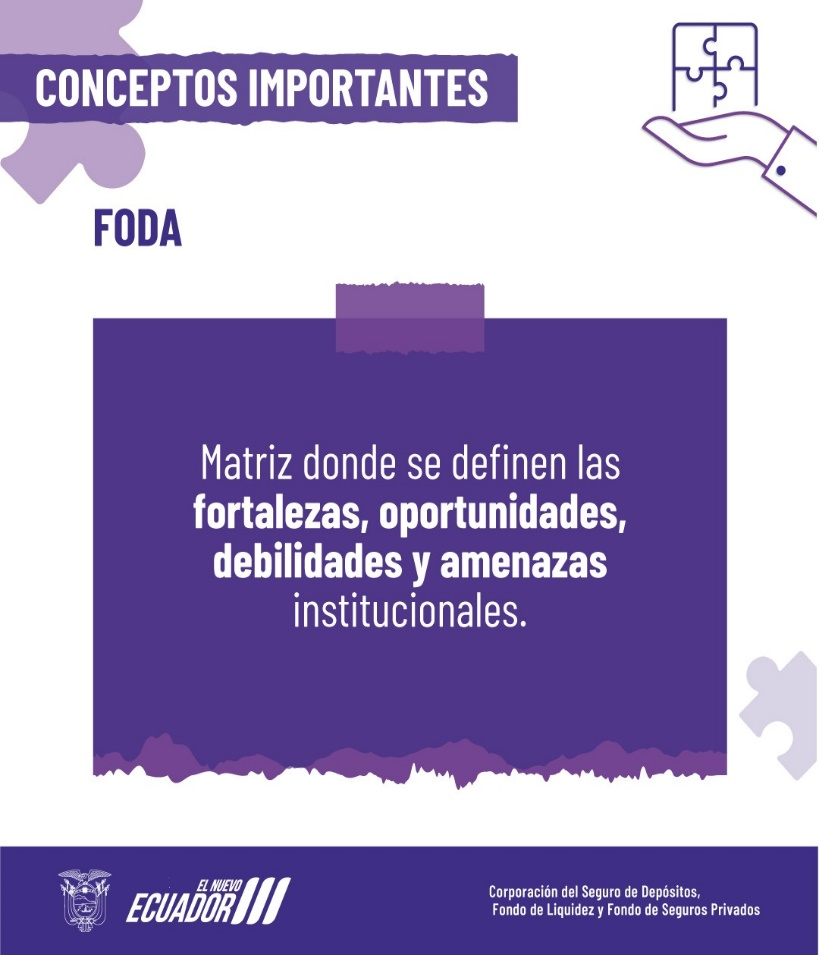 CONCEPTOS IMPORTANTES
FODA
Matriz donde se definen las
fortalezas, oportunidades,
debilidades y amenazas
institucionales.
EL NUEVO
ECUADOR
Corporación del Seguro de Depósitos,
Fondo de Liquidez y Fondo de Seguros Privados